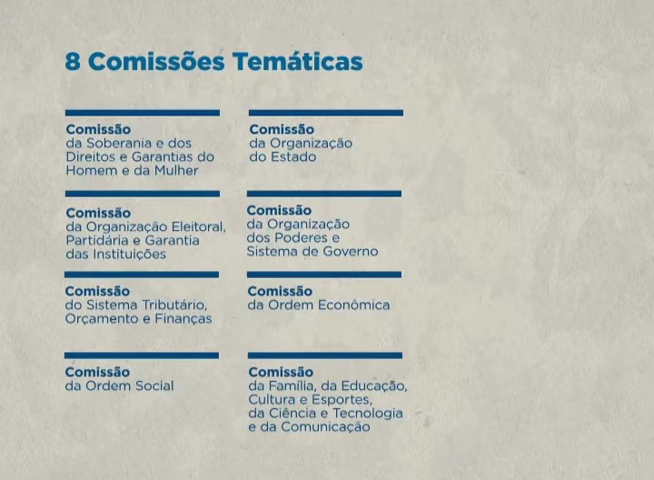 8 Comissões Temáticas
Comissão
da Soberania e dos
Direitos e Garantias do
Homem e da Mulher
Comissão
da Organização
do Estado
Comissão
da Organização Eleitoral,
Partidária e Garantia
das Instituições
Comissão
da Organização
dos Poderes e
Sistema de Governo
Comissão
do Sistema Tributário,
Orçamento e Finanças
Comissão
da Ordem Econômica
Comissão
da Ordem Social
Comissão
da Família, da Educação,
Cultura e Esportes,
da Ciência e Tecnologia
e da Comunicação